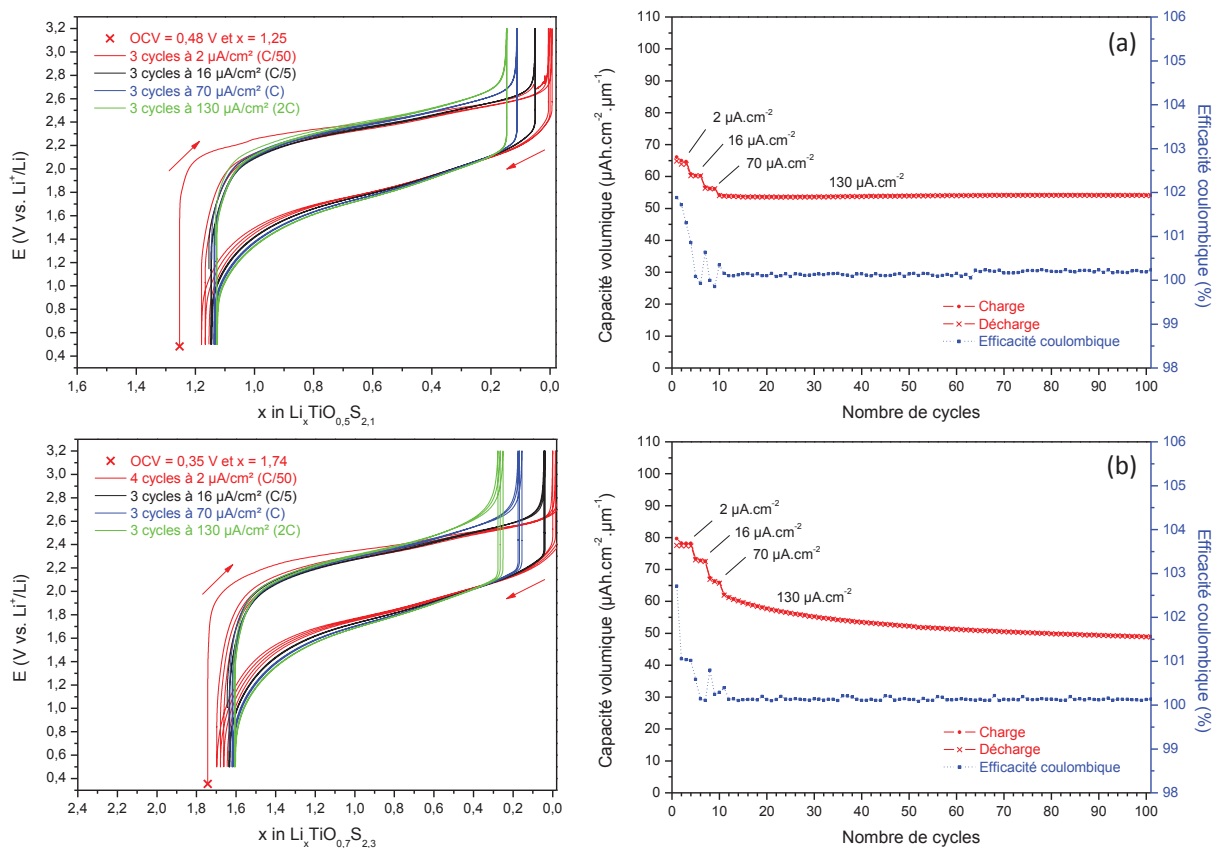 3,2
3,0
2,8
2,6
2,4
2,2
2,0
1,8
1,6
1,4
1,2
1,0
0,8
0,6
0,4
E (V vs. Li⁺/Li)
OCV = 0,48 V et x = 1,25
3 cycles à 2 µA/cm² (C/50)
3 cycles à 16 µA/cm² (C/5)
3 cycles à 70 µA/cm² (C)
3 cycles à 130 µA/cm² (2C)
1,6 1,4 1,2 1,0 0,8 0,6 0,4 0,2 0,0
x in LiₓTiO₀,₅S₂,₁
110
100
90
80
70
60
50
40
30
20
10
0
Capacité volumique (µAh.cm⁻².µm⁻¹)
(a)
2 µA.cm⁻²
16 µA.cm⁻²
70 µA.cm⁻²
130 µA.cm⁻²
Charge
Décharge
Efficacité coulombique
106
105
104
103
102
101
100
99
98
Efficacité coulombique (%)
0 10 20 30 40 50 60 70 80 90 100
Nombre de cycles
3,2
3,0
2,8
2,6
2,4
2,2
2,0
1,8
1,6
1,4
1,2
1,0
0,8
0,6
0,4
E (V vs. Li⁺/Li)
OCV = 0,35 V et x = 1,74
4 cycles à 2 µA/cm² (C/50)
3 cycles à 16 µA/cm² (C/5)
3 cycles à 70 µA/cm² (C)
3 cycles à 130 µA/cm² (2C)
2,4 2,2 2,0 1,8 1,6 1,4 1,2 1,0 0,8 0,6 0,4 0,2 0,0
x in LiₓTiO₀,₇S₂,₃
110
100
90
80
70
60
50
40
30
20
10
0
Capacité volumique (µAh.cm⁻².µm⁻¹)
(b)
2 µA.cm⁻²
16 µA.cm⁻²
70 µA.cm⁻²
130 µA.cm⁻²
Charge
Décharge
Efficacité coulombique
106
105
104
103
102
101
100
99
98
Efficacité coulombique (%)
0 10 20 30 40 50 60 70 80 90 100
Nombre de cycles